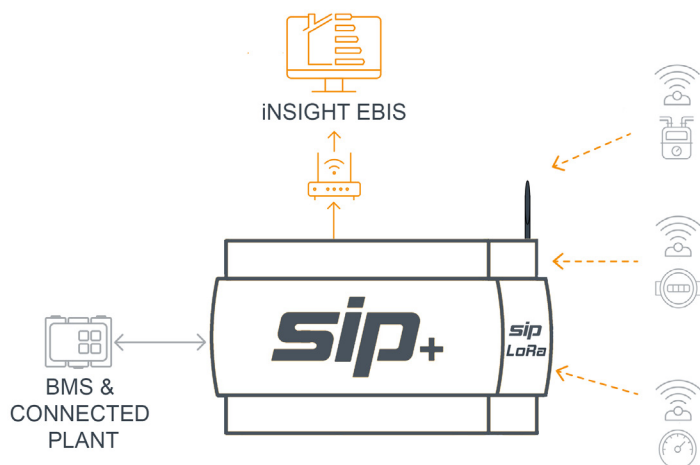 iNSIGHT EBIS
sip+
sip
LoRa
BMS &
CONNECTED
PLANT